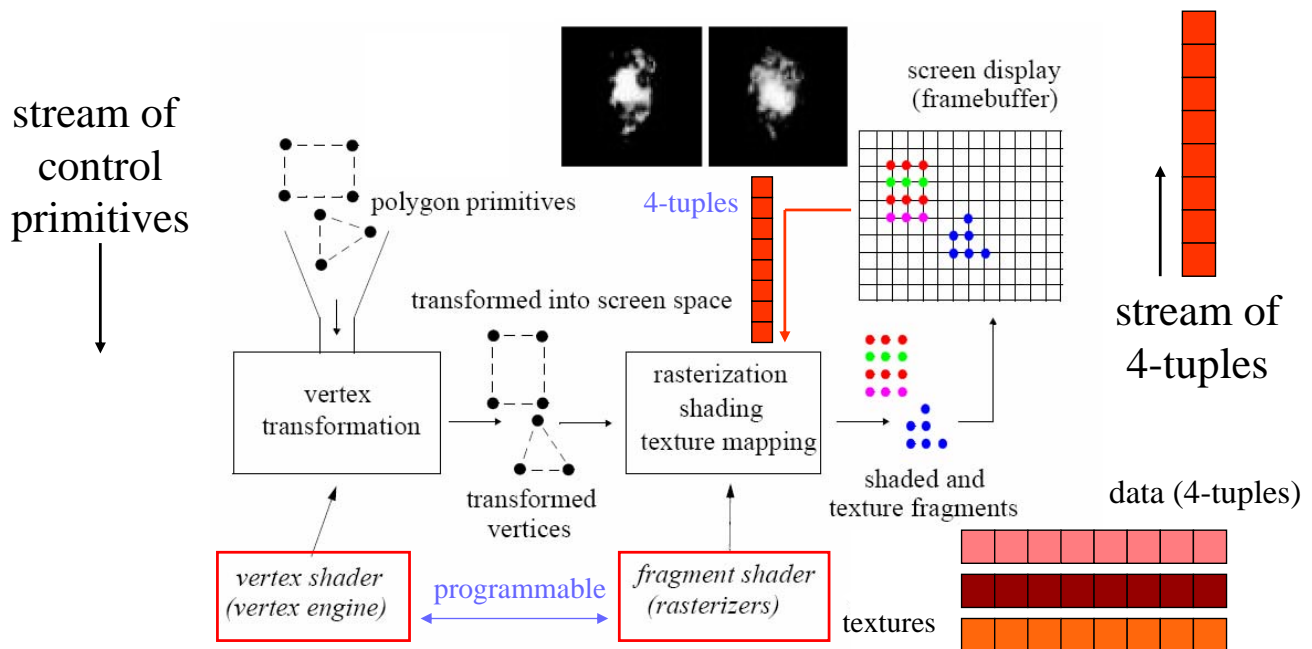 stream of
control
primitives
polygon primitives
4-tuples
screen display
(framebuffer)
transformed into screen space
stream of
4-tuples
vertex
transformation
rasterization
shading
texture mapping
transformed
vertices
shaded and
texture fragments
data (4-tuples)
vertex shader
(vertex engine)
programmable
fragment shader
(rasterizers)
textures